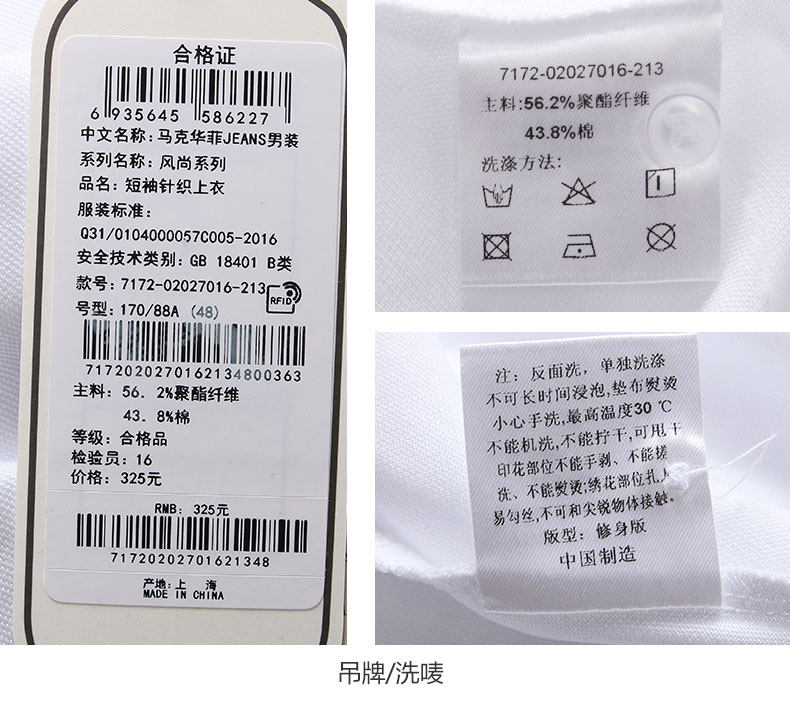 合格证
6 935645 586227
中文名称: 马克华菲JEANS男装
系列名称: 风尚系列
品名: 短袖针织上衣
服装标准:
Q31/0104000057C005-2016
安全技术类别: GB 18401 B类
款号: 7172-02027016-213
RFID
号型: 170/88A (48)
71720202701621348003​63
主料: 56. 2%聚酯纤维
43. 8%棉
等级: 合格品
检验员: 16
价格: 325元
RMB: 325元
71720202701621348
产地: 上 海
MADE IN CHINA
7172-02027016-213
主料:56.2%聚酯纤维
43.8%棉
洗涤方法:
注: 反面洗, 单独洗涤
不可长时间浸泡,垫布熨烫
小心手洗,最高温度30 ℃
不能机洗,不能拧干,可甩干
印花部位不能手剥、不能搓
洗、不能熨烫;绣花部位扎人
易勾丝,不可和尖锐物体接触。
版型: 修身版
中国制造
吊牌/洗唛